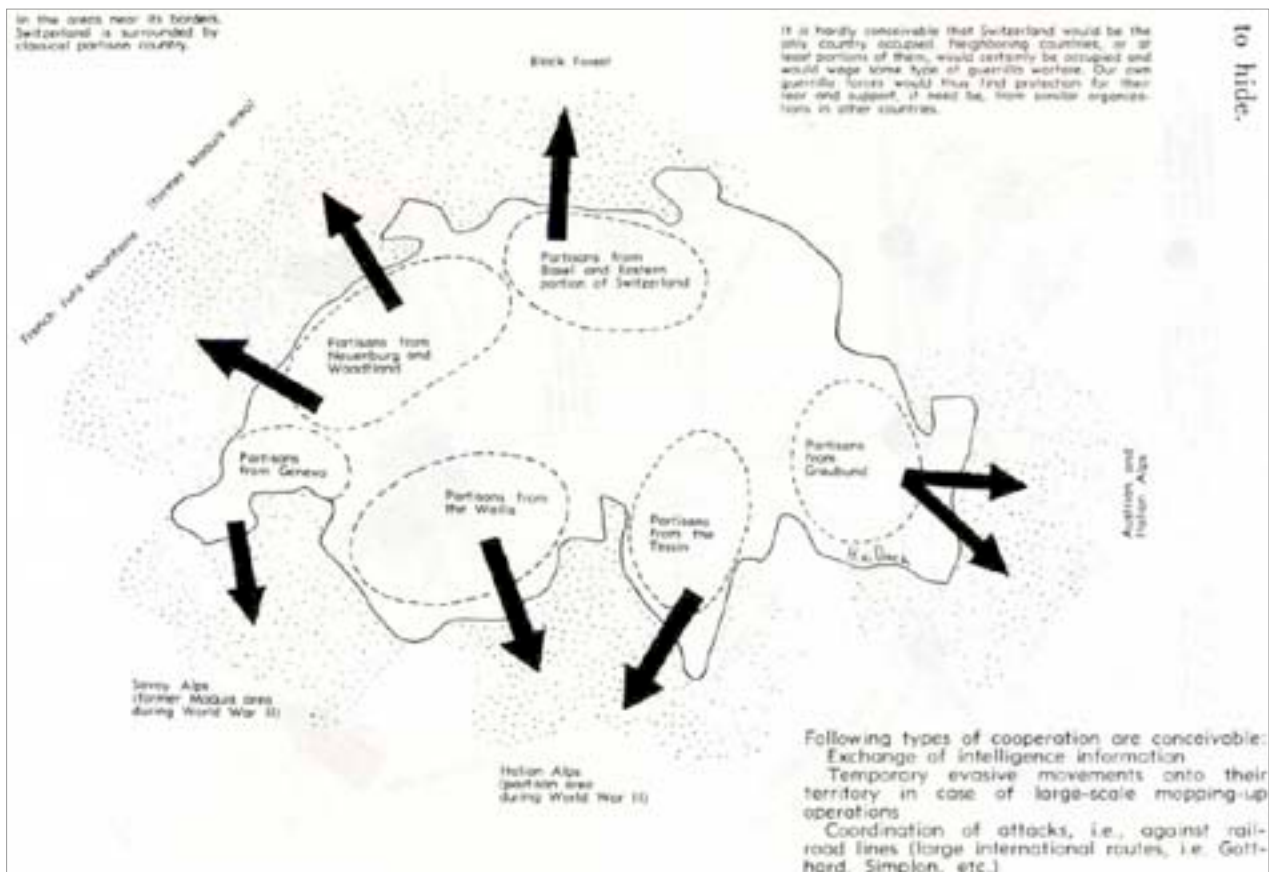 In the areas near its borders,
Switzerland is surrounded by
classical partisan country.
It is hardly conceivable that Switzerland would be the
only country occupied. Neighboring countries, or at
least portions of them, would certainly be occupied and
would wage some type of guerrilla warfare. Our own
guerrilla forces would thus find protection for their
rear and support, if need be, from similar organiza-
tions in other countries.
to hide.
Black Forest
French Jura Mountains (former Maquis area)
Partisans from
Basel and Eastern
portion of Switzerland
Partisans from
Neuenburg and
Waadtland
Partisans
from Geneva
Partisans from
the Wallis
Partisans
from the
Tessin
Partisans
from
Graubund
Austrian and
Italian Alps
Savoy Alps
(former Maquis area
during World War II)
Italian Alps
(partisan area
during World War II)
Following types of cooperation are conceivable:
Exchange of intelligence information
Temporary evasive movements onto their
territory in case of large-scale mopping-up
operations
Coordination of attacks, i.e., against rail-
road lines (large international routes, i.e. Gott-
hard, Simplon, etc.)